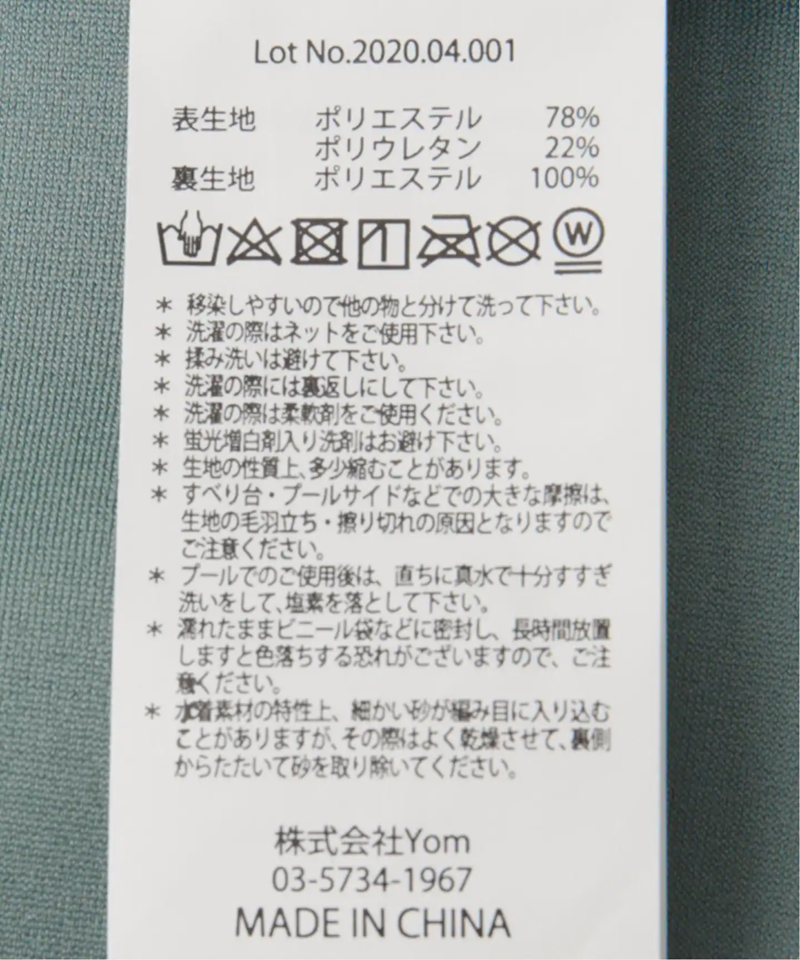 Lot No.2020.04.001
表生地 ポリエステル 78%
ポリウレタン 22%
裏生地 ポリエステル 100%
W
＊ 移染しやすいので他の物と分けて洗って下さい。
＊ 洗濯の際はネットをご使用下さい。
＊ 揉み洗いは避けて下さい。
＊ 洗濯の際には裏返しにして下さい。
＊ 洗濯の際は柔軟剤をご使用ください。
＊ 蛍光増白剤入り洗剤はお避け下さい。
＊ 生地の性質上、多少縮むことがあります。
＊ すべり台・プールサイドなどでの大きな摩擦は、
生地の毛羽立ち・擦り切れの原因となりますので
ご注意ください。
＊ プールでのご使用後は、直ちに真水で十分すすぎ
洗いをして、塩素を落として下さい。
＊ 濡れたままビニール袋などに密封し、長時間放置
しますと色落ちする恐れがございますので、ご注
意ください。
＊ 水着素材の特性上、細かい砂が編み目に入り込む
ことがありますが、その際はよく乾燥させて、裏側
からたたいて砂を取り除いてください。
株式会社Yom
03-5734-1967
MADE IN CHINA